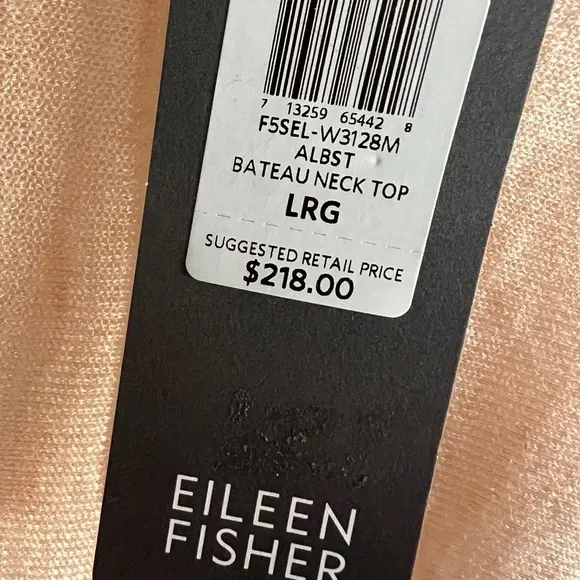 7 13259 65442 8
F5SEL-W3128M
ALBST
BATEAU NECK TOP
LRG
SUGGESTED RETAIL PRICE
$218.00
EILEEN
FISHER